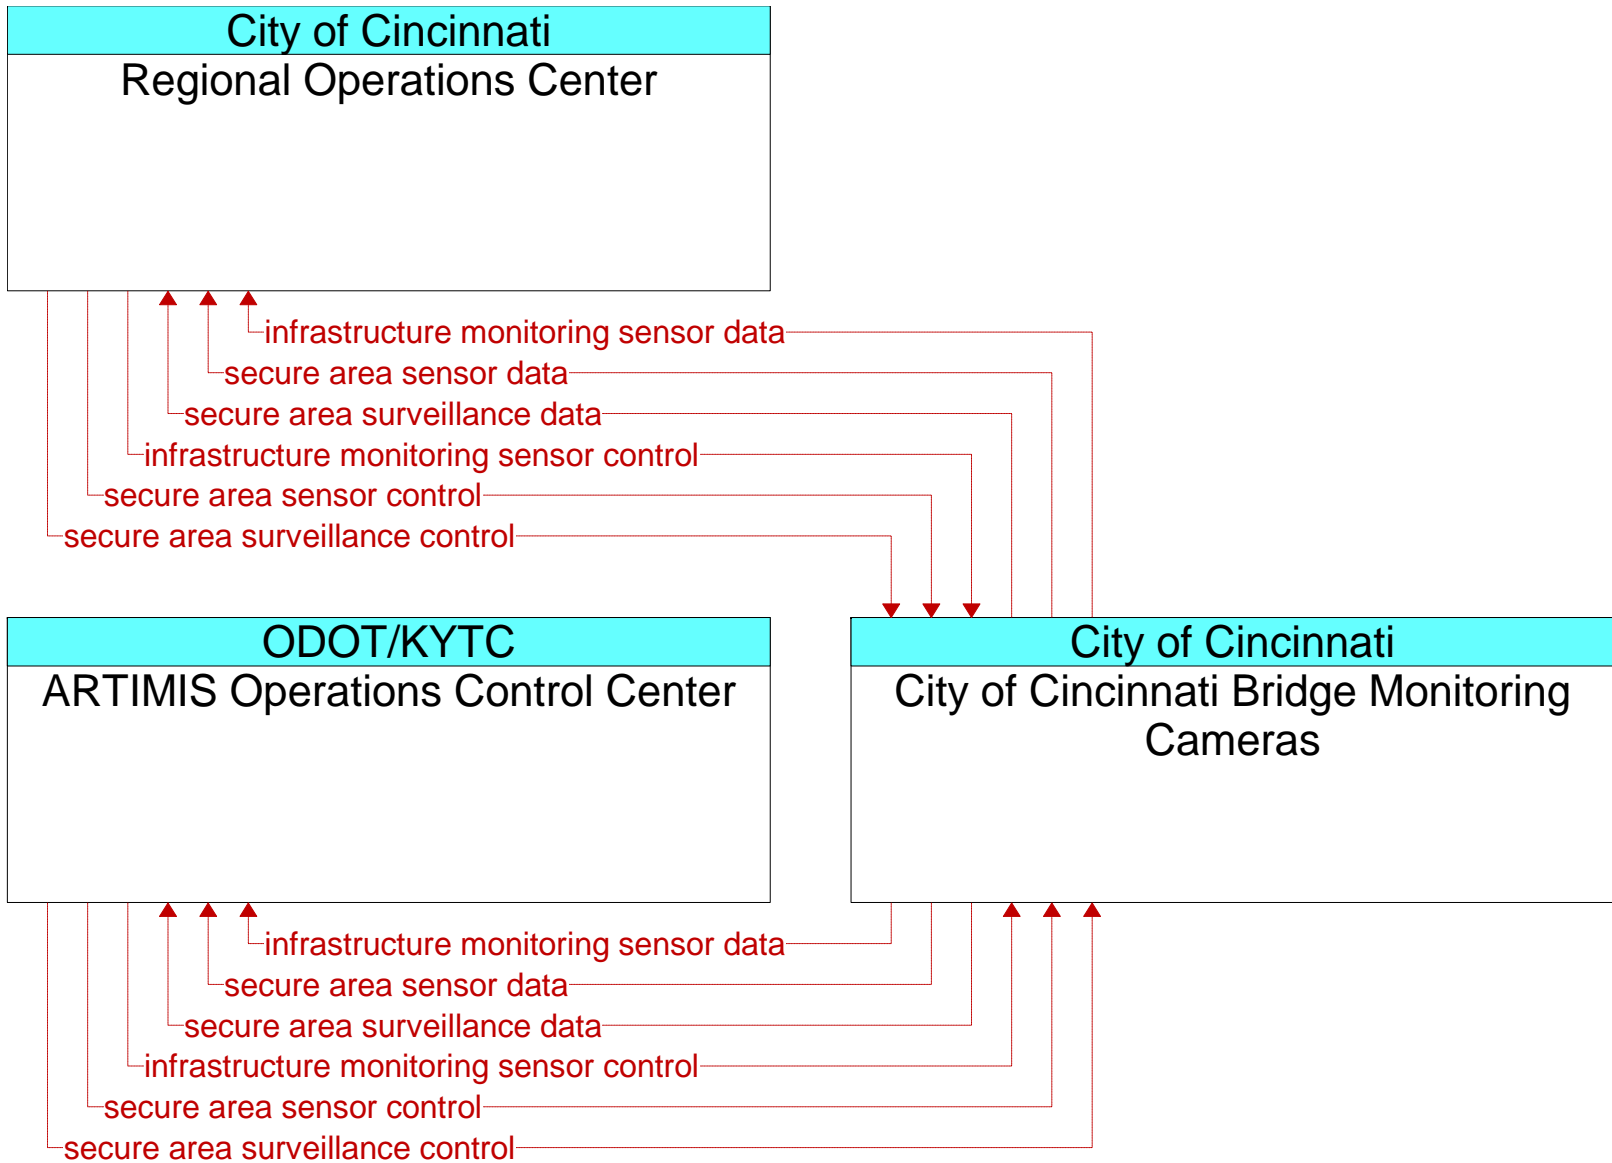 City of Cincinnati
Regional Operations Center
infrastructure monitoring sensor data
secure area sensor data
secure area surveillance data
infrastructure monitoring sensor control
secure area sensor control
secure area surveillance control
ODOT/KYTC
ARTIMIS Operations Control Center
City of Cincinnati
City of Cincinnati Bridge Monitoring
Cameras
infrastructure monitoring sensor data
secure area sensor data
secure area surveillance data
infrastructure monitoring sensor control
secure area sensor control
secure area surveillance control